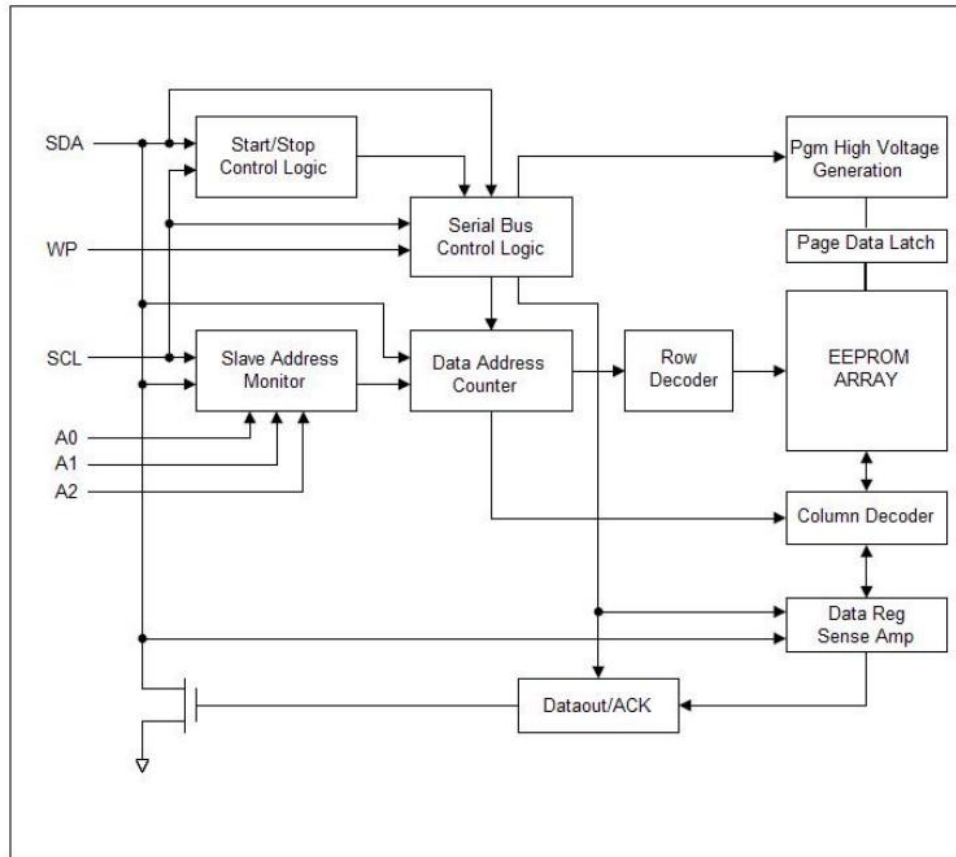 SDA
Start/Stop
Control Logic
Pgm High Voltage
Generation
WP
Serial Bus
Control Logic
Page Data Latch
SCL
Slave Address
Monitor
Data Address
Counter
Row
Decoder
EEPROM
ARRAY
A0
A1
A2
Column Decoder
Data Reg
Sense Amp
Dataout/ACK